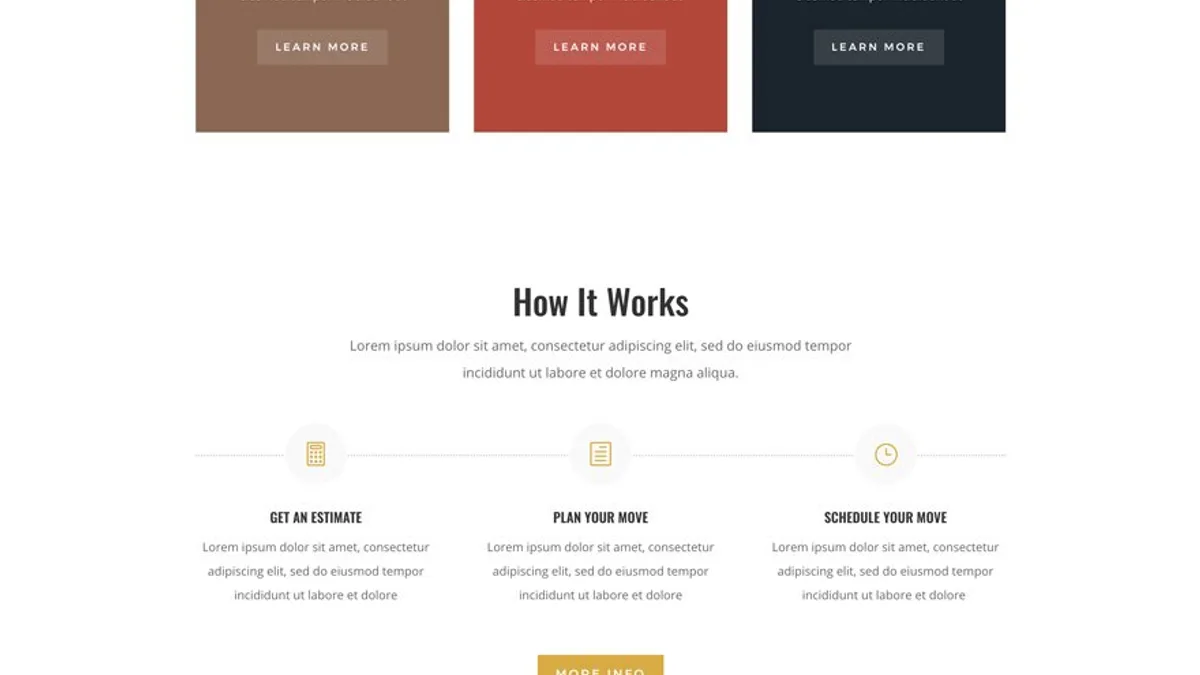 LEARN MORE LEARN MORE LEARN MORE
How It Works
Lorem ipsum dolor sit amet, consectetur adipiscing elit, sed do eiusmod tempor
incididunt ut labore et dolore magna aliqua.
GET AN ESTIMATE
Lorem ipsum dolor sit amet, consectetur
adipiscing elit, sed do eiusmod tempor
incididunt ut labore et dolore
PLAN YOUR MOVE
Lorem ipsum dolor sit amet, consectetur
adipiscing elit, sed do eiusmod tempor
incididunt ut labore et dolore
SCHEDULE YOUR MOVE
Lorem ipsum dolor sit amet, consectetur
adipiscing elit, sed do eiusmod tempor
incididunt ut labore et dolore
MORE INFO